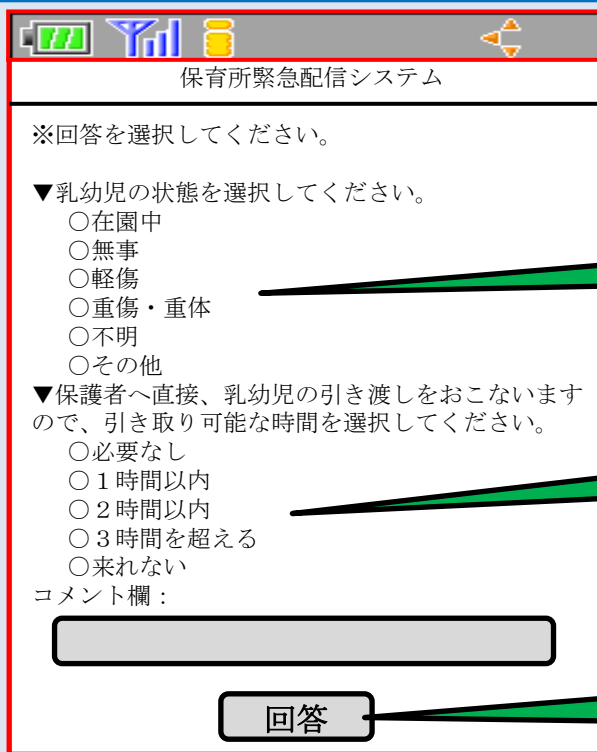 保育所緊急配信システム
※回答を選択してください。
▼乳幼児の状態を選択してください。
○在園中
○無事
○軽傷
○重傷・重体
○不明
○その他
▼保護者へ直接、乳幼児の引き渡しをおこないます
ので、引き取り可能な時間を選択してください。
○必要なし
○１時間以内
○２時間以内
○３時間を超える
○来れない
コメント欄：
回答